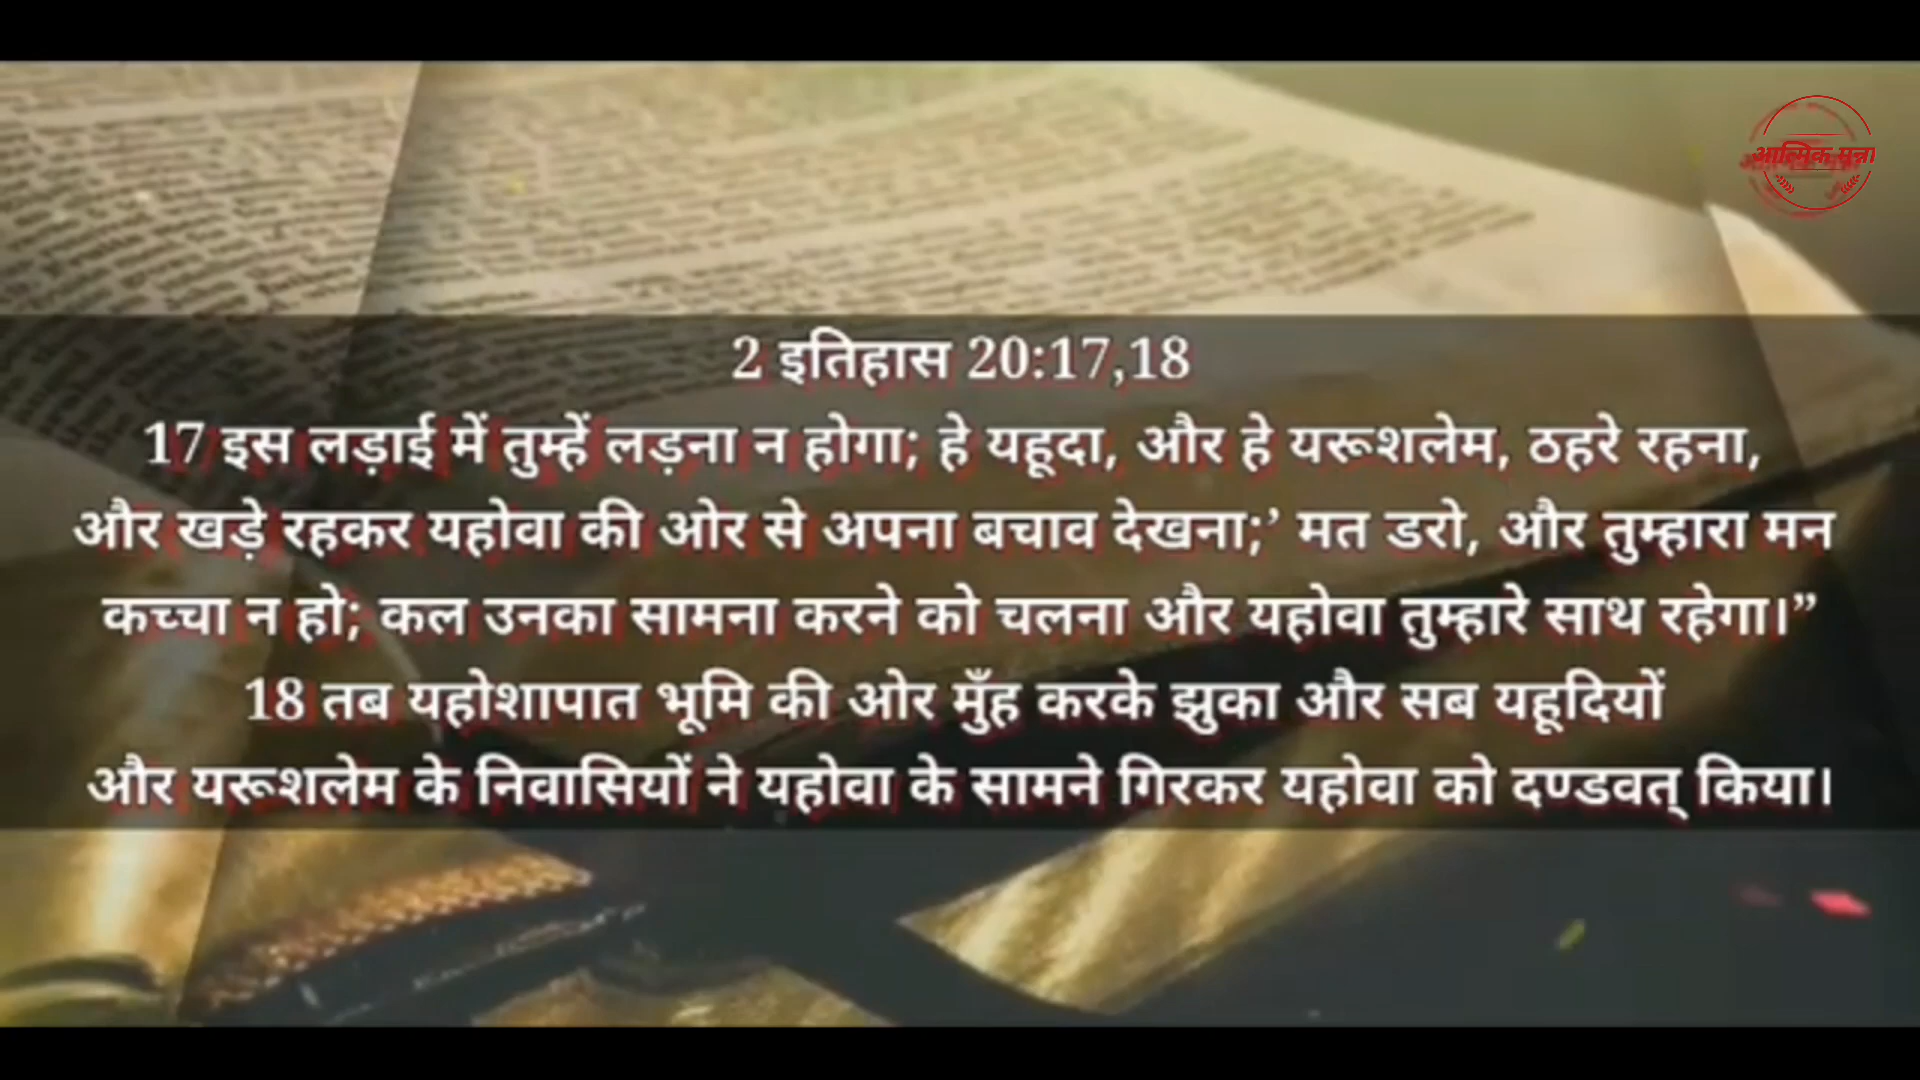 आत्मिक मन्ना
2 इतिहास 20:17,18
17 इस लड़ाई में तुम्हें लड़ना न होगा; हे यहूदा, और हे यरूशलेम, ठहरे रहना,
और खड़े रहकर यहोवा की ओर से अपना बचाव देखना;’ मत डरो, और तुम्हारा मन
कच्चा न हो; कल उनका सामना करने को चलना और यहोवा तुम्हारे साथ रहेगा।”
18 तब यहोशापात भूमि की ओर मुँह करके झुका और सब यहूदियों
और यरूशलेम के निवासियों ने यहोवा के सामने गिरकर यहोवा को दण्डवत् किया।